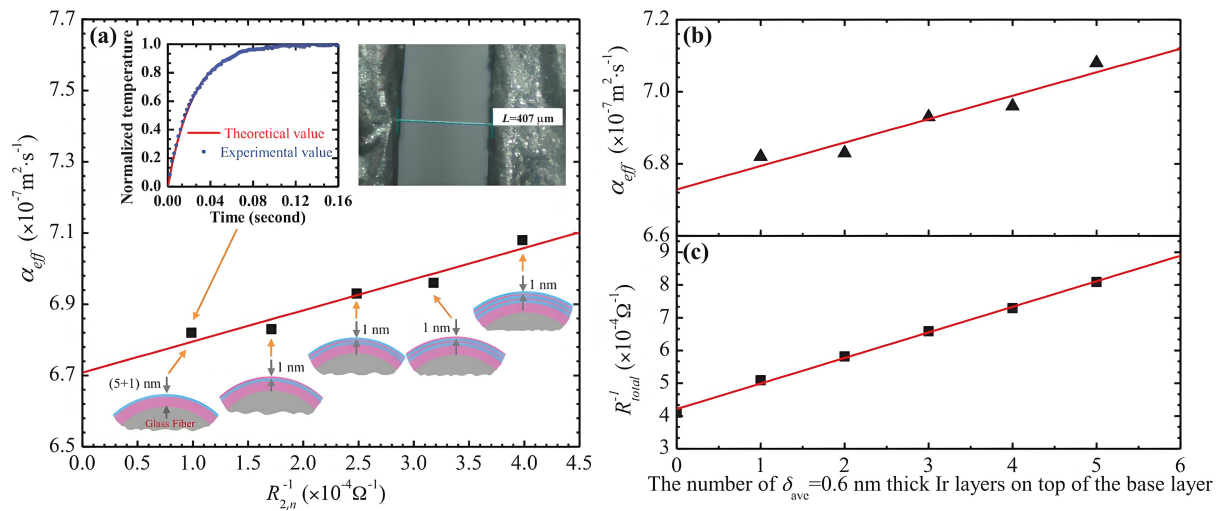 (a)
7.7
7.5
7.3
7.1
6.9
6.7
6.5
α_eff (×10⁻⁷ m²·s⁻¹)
0.0 0.5 1.0 1.5 2.0 2.5 3.0 3.5 4.0 4.5
R⁻¹₂,ₙ (×10⁻⁴Ω⁻¹)
Normalized temperature
1.0
0.8
0.6
0.4
0.2
0.0
Theoretical value
Experimental value
0.00 0.04 0.08 0.12 0.16
Time (second)
L=407 μm
(5+1) nm
Glass Fiber
1 nm
1 nm
1 nm
1 nm
(b)
7.2
7.0
6.8
6.6
α_eff (×10⁻⁷ m²·s⁻¹)
(c)
8
7
6
5
4
3
R⁻¹_total (×10⁻⁴Ω⁻¹)
0 1 2 3 4 5 6
The number of δ_ave=0.6 nm thick Ir layers on top of the base layer